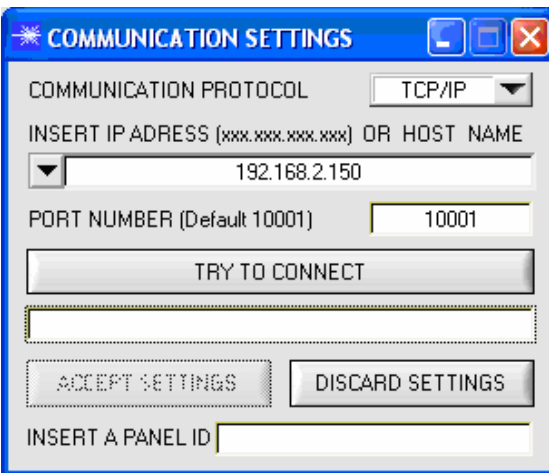 COMMUNICATION SETTINGS
COMMUNICATION PROTOCOL TCP/IP
INSERT IP ADRESS (xxx.xxx.xxx.xxx) OR HOST NAME
192.168.2.150
PORT NUMBER (Default 10001) 10001
TRY TO CONNECT
ACCEPT SETTINGS DISCARD SETTINGS
INSERT A PANEL ID